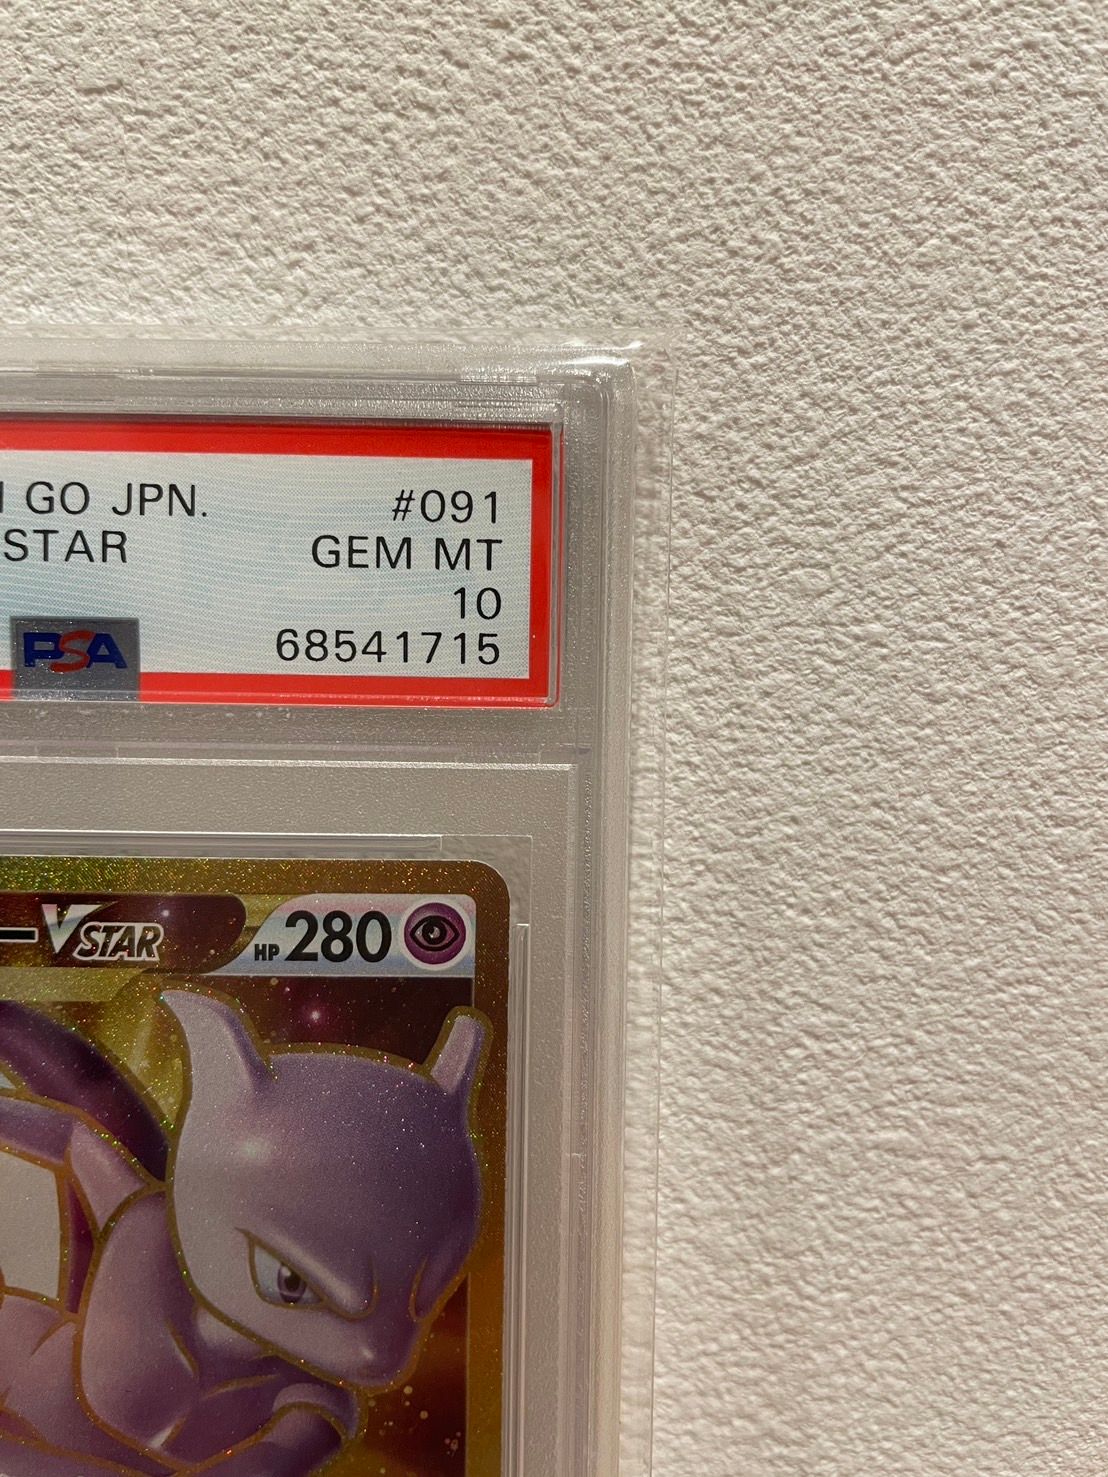 GO JPN. #091
STAR GEM MT
10
PSA 68541715
VSTAR HP 280